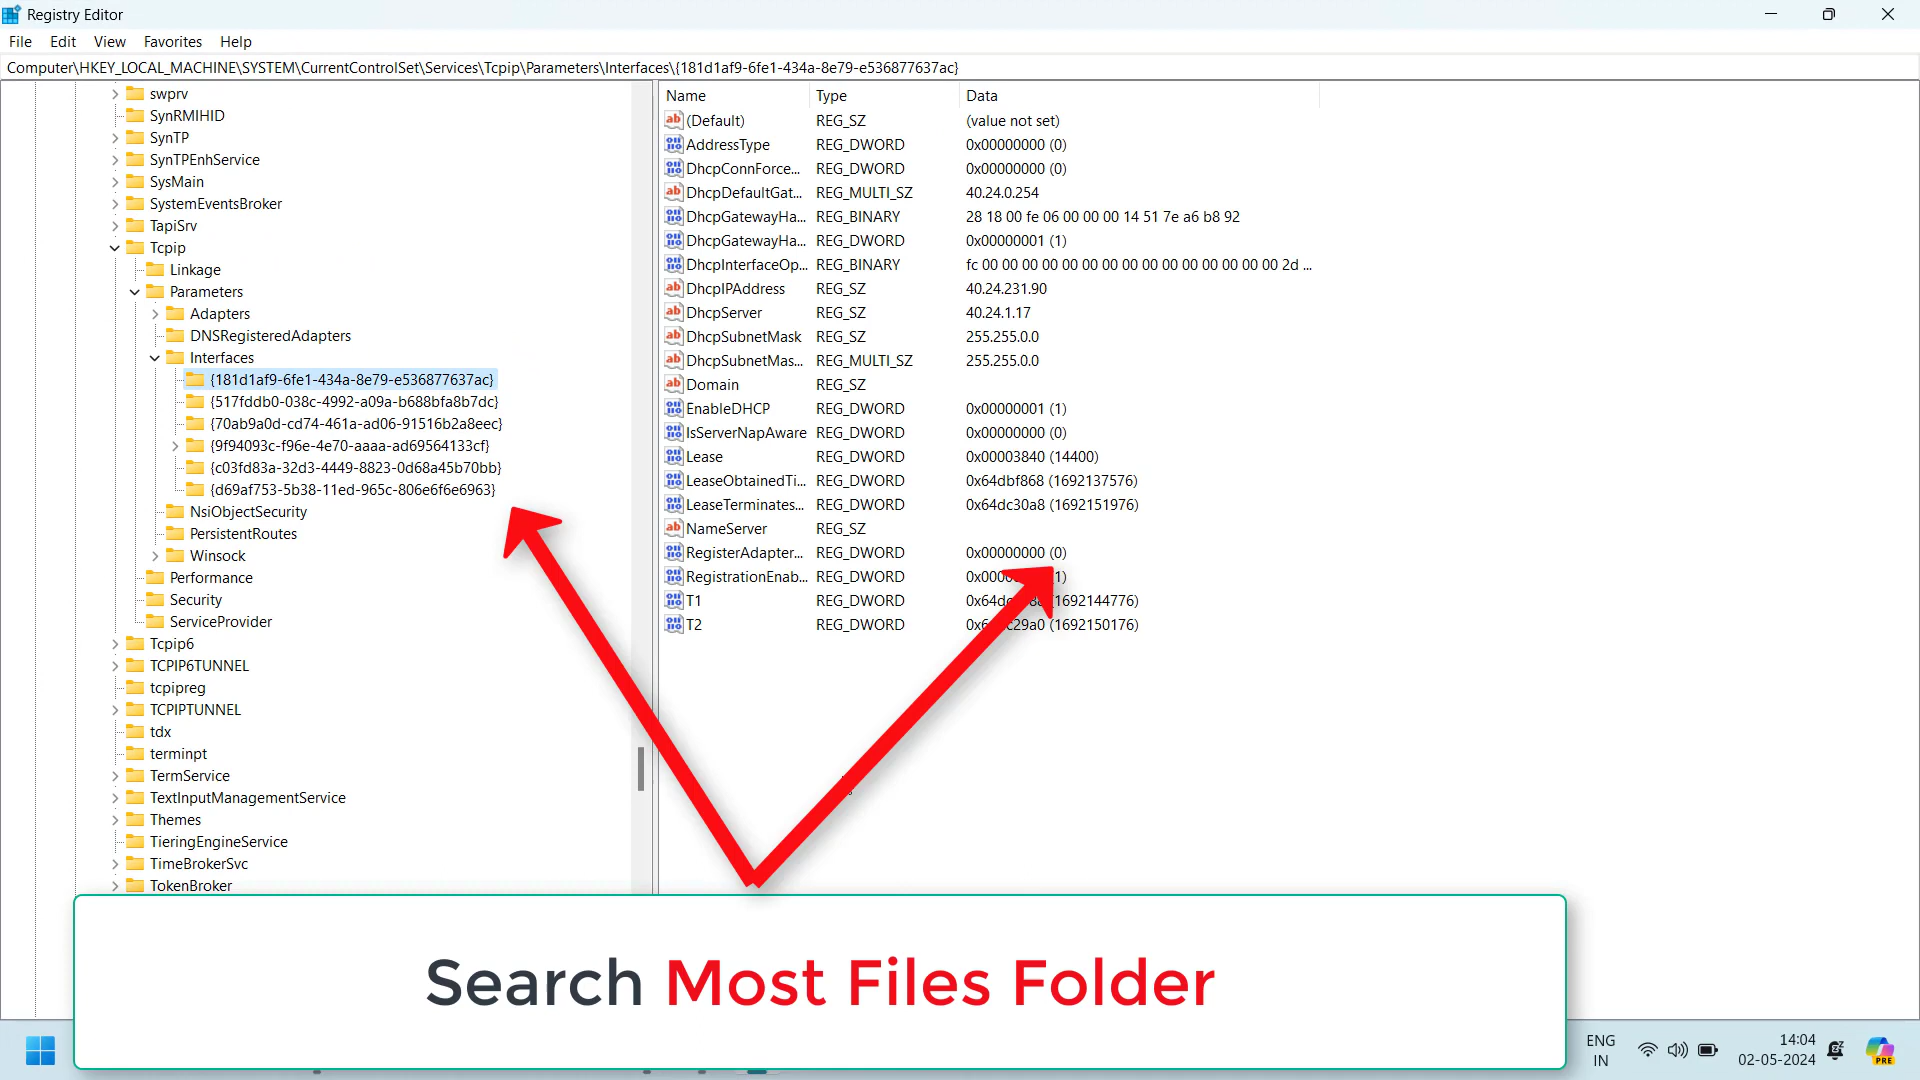 Registry Editor
File Edit View Favorites Help
Computer\HKEY_LOCAL_MACHINE\SYSTEM\CurrentControlSet\Services\Tcpip\Parameters\Interfaces\{181d1af9-6fe1-434a-8e79-e536877637ac}
swprv
SynRMIHID
SynTP
SynTPEnhService
SysMain
SystemEventsBroker
TapiSrv
Tcpip
Linkage
Parameters
Adapters
DNSRegisteredAdapters
Interfaces
{181d1af9-6fe1-434a-8e79-e536877637ac}
{517fddb0-038c-4992-a09a-b688bfa8b7dc}
{70ab9a0d-cd74-461a-ad06-91516b2a8eec}
{9f94093c-f96e-4e70-aaaa-ad69564133cf}
{c03fd83a-32d3-4449-8823-0d68a45b70bb}
{d69af753-5b38-11ed-965c-806e6f6e6963}
NsiObjectSecurity
PersistentRoutes
Winsock
Performance
Security
ServiceProvider
Tcpip6
TCPIP6TUNNEL
tcpipreg
TCPIPTUNNEL
tdx
terminpt
TermService
TextInputManagementService
Themes
TieringEngineService
TimeBrokerSvc
TokenBroker
Name Type Data
(Default) REG_SZ (value not set)
AddressType REG_DWORD 0x00000000 (0)
DhcpConnForce... REG_DWORD 0x00000000 (0)
DhcpDefaultGat... REG_MULTI_SZ 40.24.0.254
DhcpGatewayHa... REG_BINARY 28 18 00 fe 06 00 00 00 14 51 7e a6 b8 92
DhcpGatewayHa... REG_DWORD 0x00000001 (1)
DhcpInterfaceOp... REG_BINARY fc 00 00 00 00 00 00 00 00 00 00 00 00 00 00 2d ...
DhcpIPAddress REG_SZ 40.24.231.90
DhcpServer REG_SZ 40.24.1.17
DhcpSubnetMask REG_SZ 255.255.0.0
DhcpSubnetMas... REG_MULTI_SZ 255.255.0.0
Domain REG_SZ
EnableDHCP REG_DWORD 0x00000001 (1)
IsServerNapAware REG_DWORD 0x00000000 (0)
Lease REG_DWORD 0x00003840 (14400)
LeaseObtainedTi... REG_DWORD 0x64dbf868 (1692137576)
LeaseTerminates... REG_DWORD 0x64dc30a8 (1692151976)
NameServer REG_SZ
RegisterAdapter... REG_DWORD 0x00000000 (0)
RegistrationEnab... REG_DWORD
T1 REG_DWORD (1692144776)
T2 REG_DWORD (1692150176)
Search Most Files Folder
ENG
IN
14:04
02-05-2024
PRE